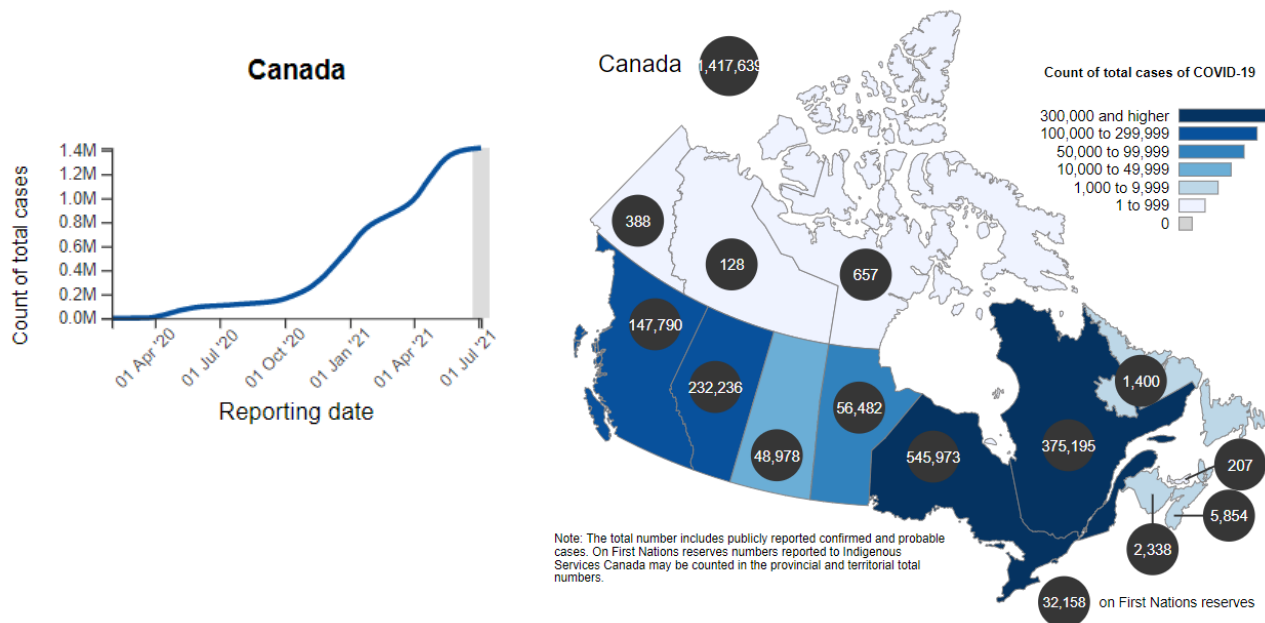 Canada
Count of total cases
1.4M
1.2M
1.0M
0.8M
0.6M
0.4M
0.2M
0.0M
01 Apr '20
01 Jul '20
01 Oct '20
01 Jan '21
01 Apr '21
01 Jul '21
Reporting date
Canada 1,417,639
Count of total cases of COVID-19
300,000 and higher
100,000 to 299,999
50,000 to 99,999
10,000 to 49,999
1,000 to 9,999
1 to 999
0
388
128
657
147,790
232,236
48,978
56,482
545,973
375,195
1,400
207
5,854
2,338
Note: The total number includes publicly reported confirmed and probable
cases. On First Nations reserves numbers reported to Indigenous
Services Canada may be counted in the provincial and territorial total
numbers.
32,158 on First Nations reserves